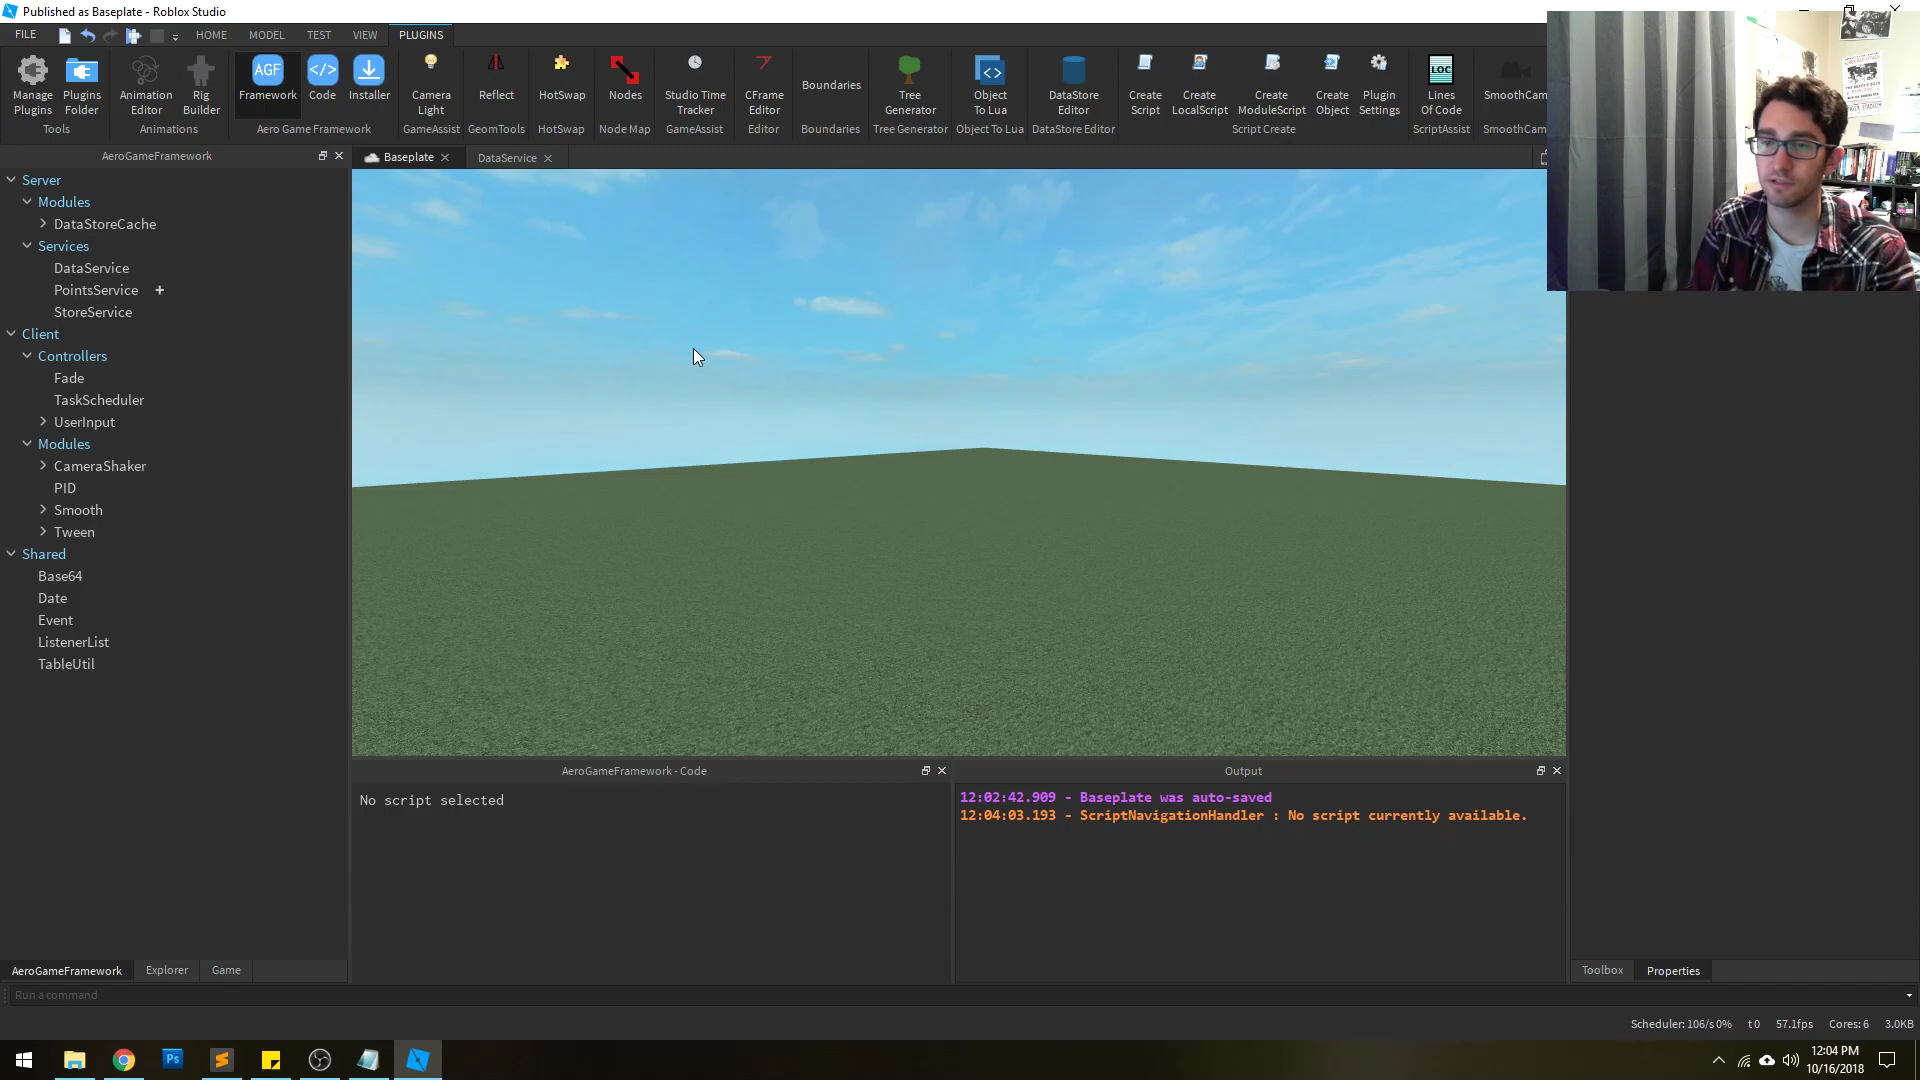 Published as Baseplate - Roblox Studio
FILE HOME MODEL TEST VIEW PLUGINS
Manage Plugins
Plugins Folder
Tools
Animation Editor
Rig Builder
Animations
AGF
Framework
</>
Code
Installer
Aero Game Framework
Camera Light
GameAssist
Reflect
GeomTools
HotSwap
HotSwap
Nodes
Node Map
Studio Time Tracker
GameAssist
CFrame Editor
Editor
Boundaries
Boundaries
Tree Generator
Tree Generator
Object To Lua
Object To Lua
DataStore Editor
DataStore Editor
Create Script
Create LocalScript
Create ModuleScript
Create Object
Plugin Settings
Script Create
LOC
Lines Of Code
ScriptAssist
SmoothCam
SmoothCam
AeroGameFramework
Baseplate
DataService
Server
Modules
DataStoreCache
Services
DataService
PointsService +
StoreService
Client
Controllers
Fade
TaskScheduler
UserInput
Modules
CameraShaker
PID
Smooth
Tween
Shared
Base64
Date
Event
ListenerList
TableUtil
AeroGameFramework - Code
No script selected
Output
12:02:42.909 - Baseplate was auto-saved
12:04:03.193 - ScriptNavigationHandler : No script currently available.
AeroGameFramework Explorer Game
Toolbox Properties
Run a command
Scheduler: 106/s 0% t 0 57.1fps Cores: 6 3.0KB
Ps
12:04 PM
10/16/2018